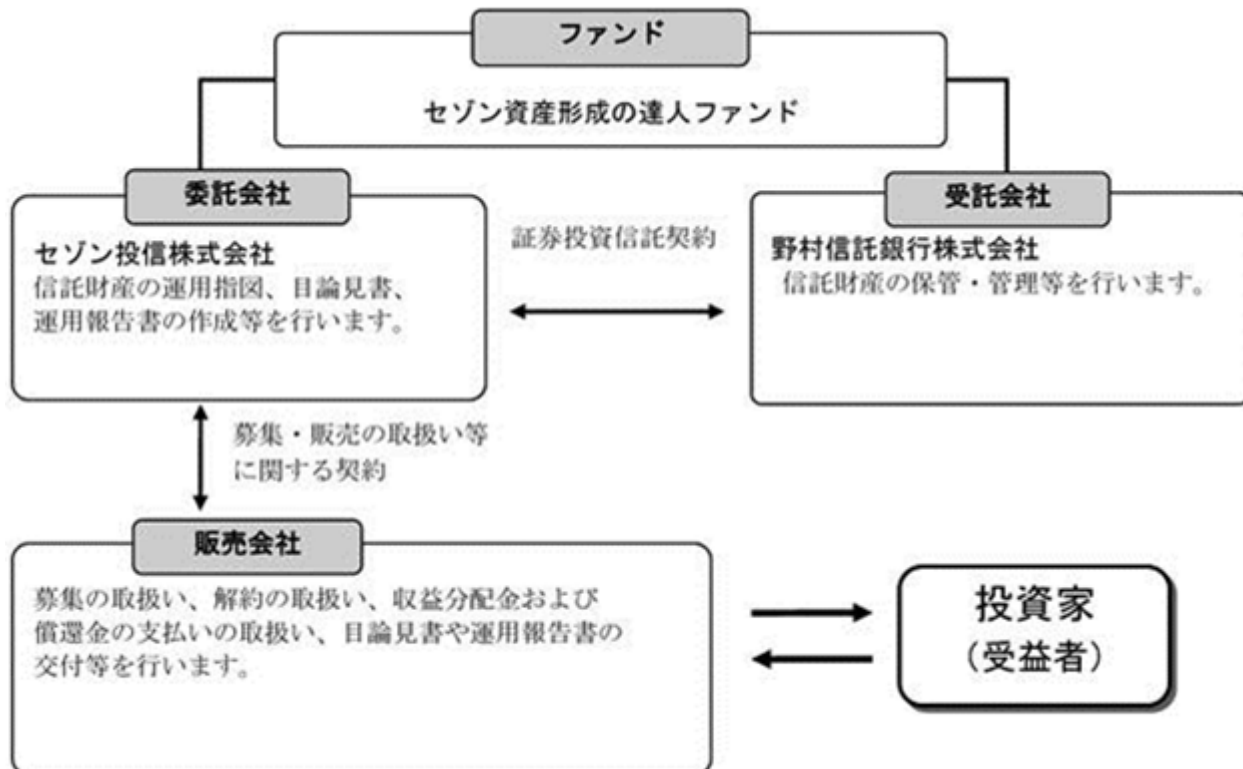 ファンド
セゾン資産形成の達人ファンド
委託会社
セゾン投信株式会社
信託財産の運用指図、目論見書、
運用報告書の作成等を行います。
証券投資信託契約
受託会社
野村信託銀行株式会社
信託財産の保管・管理等を行います。
募集・販売の取扱い等
に関する契約
販売会社
募集の取扱い、解約の取扱い、収益分配金および
償還金の支払いの取扱い、目論見書や運用報告書の
交付等を行います。
投資家
（受益者）